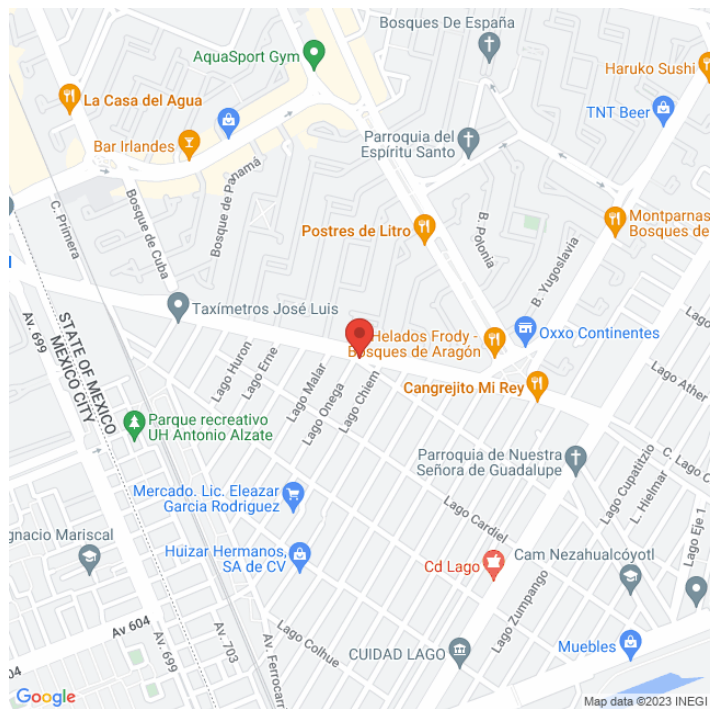 Bosques De España
AquaSport Gym
Haruko Sushi
La Casa del Agua
TNT Beer
Bar Irlandes
Parroquia del
Espíritu Santo
Bosque de Panamá
C. Primera
Bosque de Cuba
Postres de Litro
B. Polonia
Montparnas
Bosques de
B. Yugoslavia
Taxímetros José Luis
Lago
Av. 699
STATE OF MEXICO
MEXICO CITY
Helados Frody -
Bosques de Aragón
Oxxo Continentes
Lago Huron
Lago Erne
Lago Malar
Lago Onega
Lago Chiem
Cangrejito Mi Rey
Lago Ather
Parque recreativo
UH Antonio Alzate
Parroquia de Nuestra
Señora de Guadalupe
C. Lago C
Lago Cupatitzio
L. Hielmar
Mercado. Lic. Eleazar
Garcia Rodriguez
Lago Cardiel
Lago Eje 1
gnacio Mariscal
Huizar Hermanos,
SA de CV
Cd Lago
Cam Nezahualcóyotl
Lago Zumpango
Av 604
Av. 699
Av. 703
Av. Ferrocarr
Lago Colhue
CUIDAD LAGO
Muebles
04
Google
Map data ©2023 INEGI